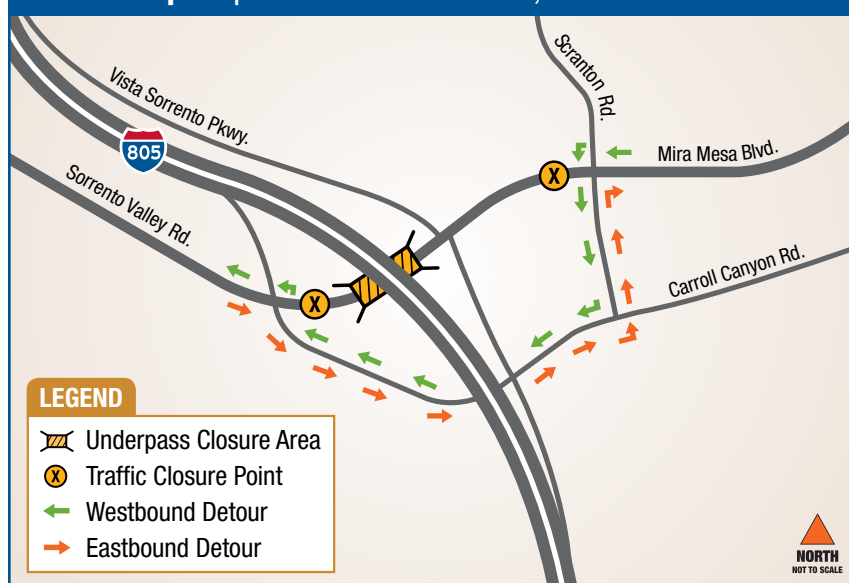 Scranton Rd.
Vista Sorrento Pkwy.
805
Mira Mesa Blvd.
X
Sorrento Valley Rd.
Carroll Canyon Rd.
X
LEGEND
Underpass Closure Area
X Traffic Closure Point
Westbound Detour
Eastbound Detour
NORTH
NOT TO SCALE